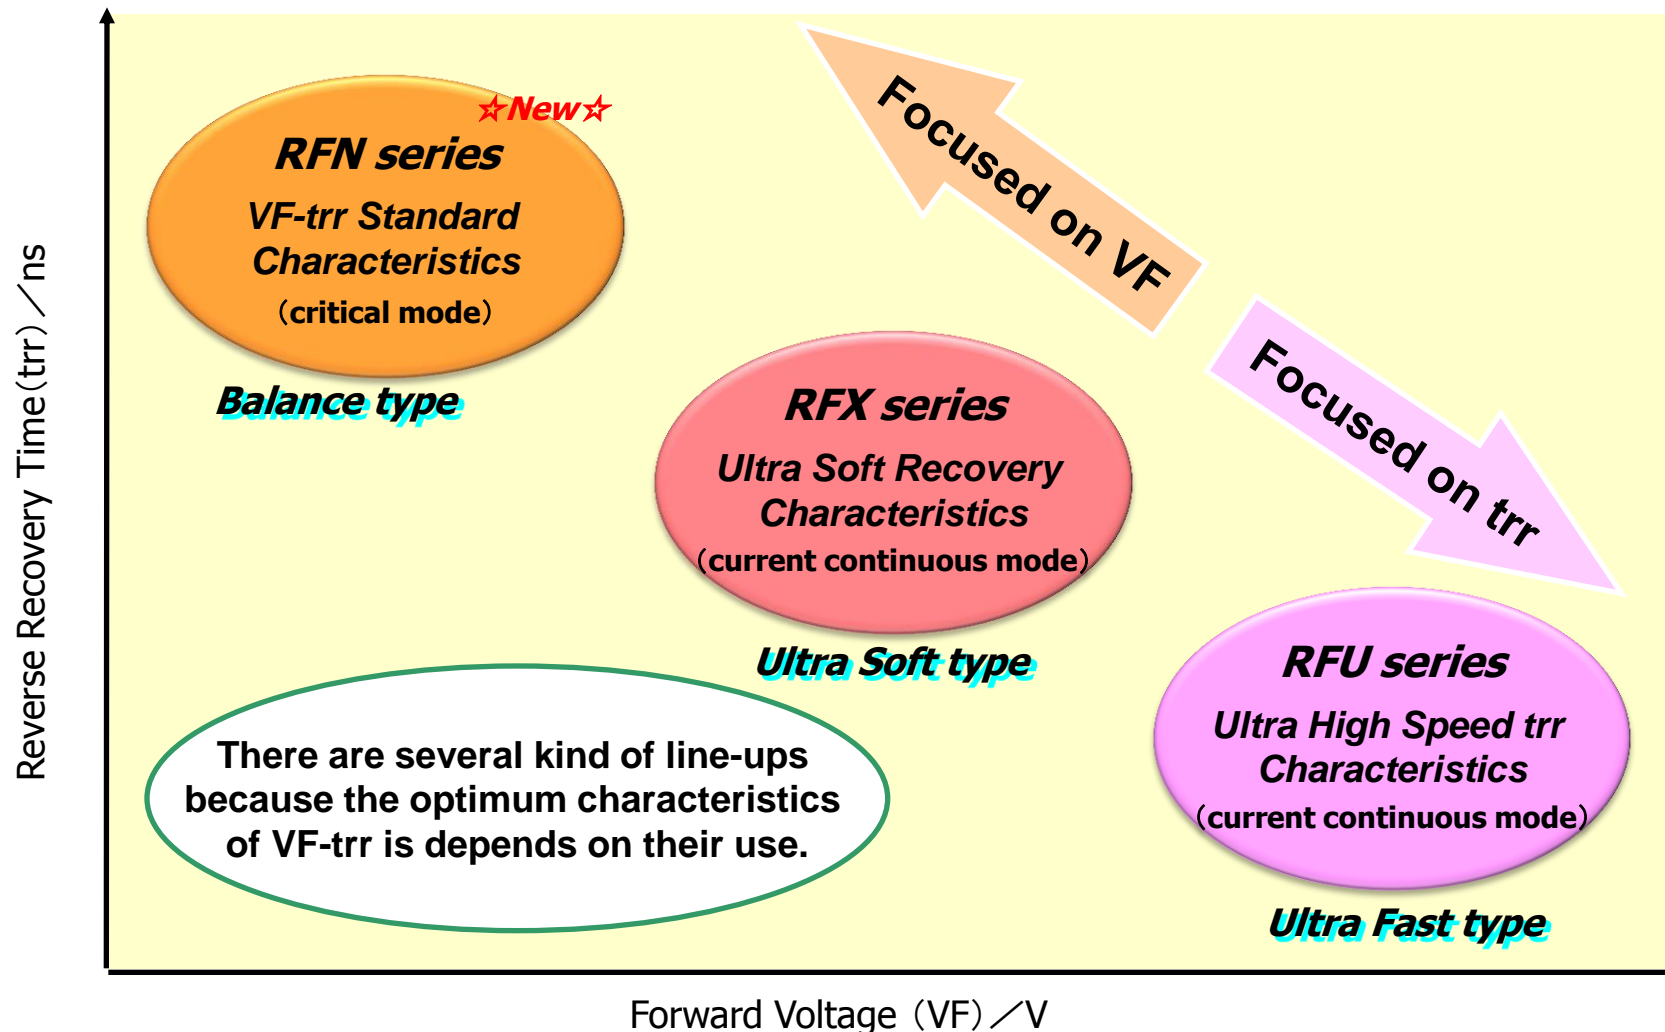 ☆New☆
RFN series
VF-trr Standard
Characteristics
（critical mode）
Balance type
Focused on VF
Focused on trr
RFX series
Ultra Soft Recovery
Characteristics
（current continuous mode）
Ultra Soft type
RFU series
Ultra High Speed trr
Characteristics
（current continuous mode）
Ultra Fast type
There are several kind of line-ups
because the optimum characteristics
of VF-trr is depends on their use.
Reverse Recovery Time（trr）／ns
Forward Voltage （VF）／V